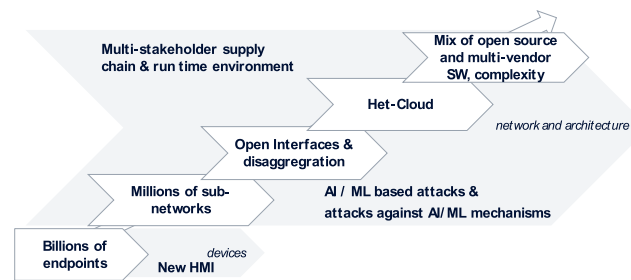 Multi-stakeholder supply
chain & run time environment
Mix of open source
and multi-vendor
SW, complexity
Het-Cloud
network and architecture
Open Interfaces &
disaggregration
Millions of sub-
networks
AI / ML based attacks &
attacks against AI/ML mechanisms
Billions of
endpoints
devices
New HMI